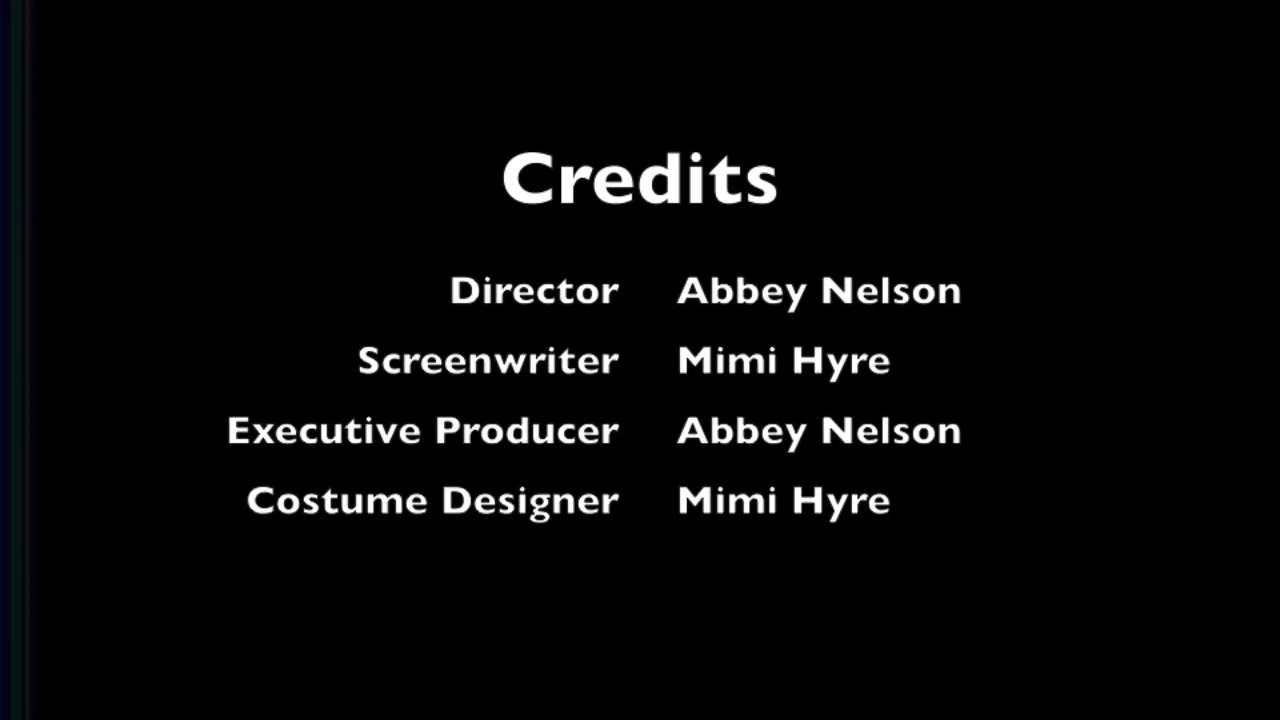 Credits
Director Abbey Nelson
Screenwriter Mimi Hyre
Executive Producer Abbey Nelson
Costume Designer Mimi Hyre